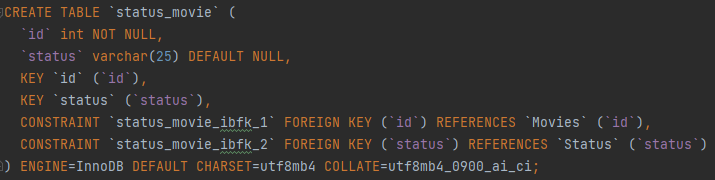 CREATE TABLE `status_movie` (
`id` int NOT NULL,
`status` varchar(25) DEFAULT NULL,
KEY `id` (`id`),
KEY `status` (`status`),
CONSTRAINT `status_movie_ibfk_1` FOREIGN KEY (`id`) REFERENCES `Movies` (`id`),
CONSTRAINT `status_movie_ibfk_2` FOREIGN KEY (`status`) REFERENCES `Status` (`status`)
) ENGINE=InnoDB DEFAULT CHARSET=utf8mb4 COLLATE=utf8mb4_0900_ai_ci;